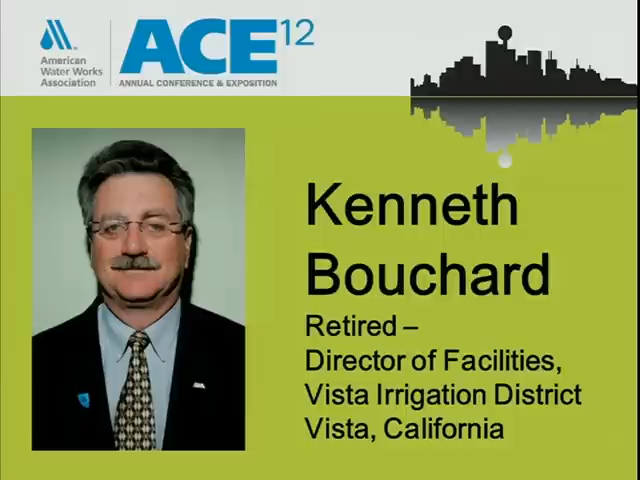 American
Water Works
Association
ACE12
ANNUAL CONFERENCE & EXPOSITION
Kenneth
Bouchard
Retired –
Director of Facilities,
Vista Irrigation District
Vista, California